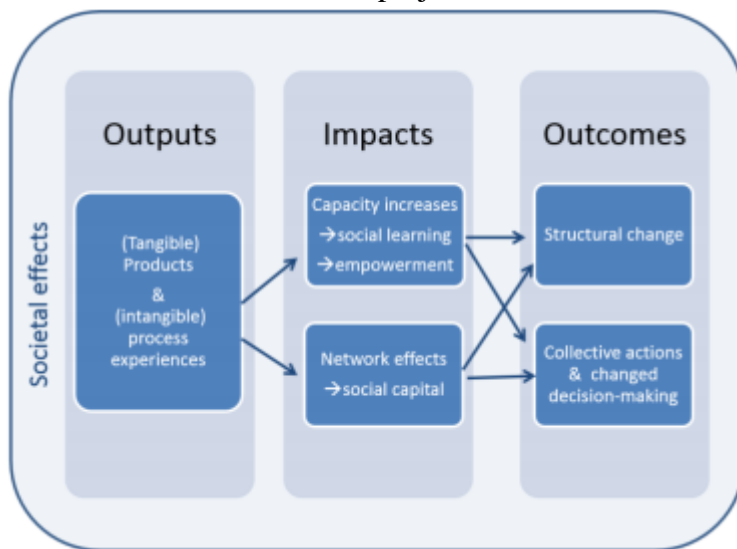 Societal effects
Outputs
(Tangible)
Products
&
(intangible)
process
experiences
Impacts
Capacity increases
→social learning
→empowerment
Network effects
→social capital
Outcomes
Structural change
Collective actions
& changed
decision-making